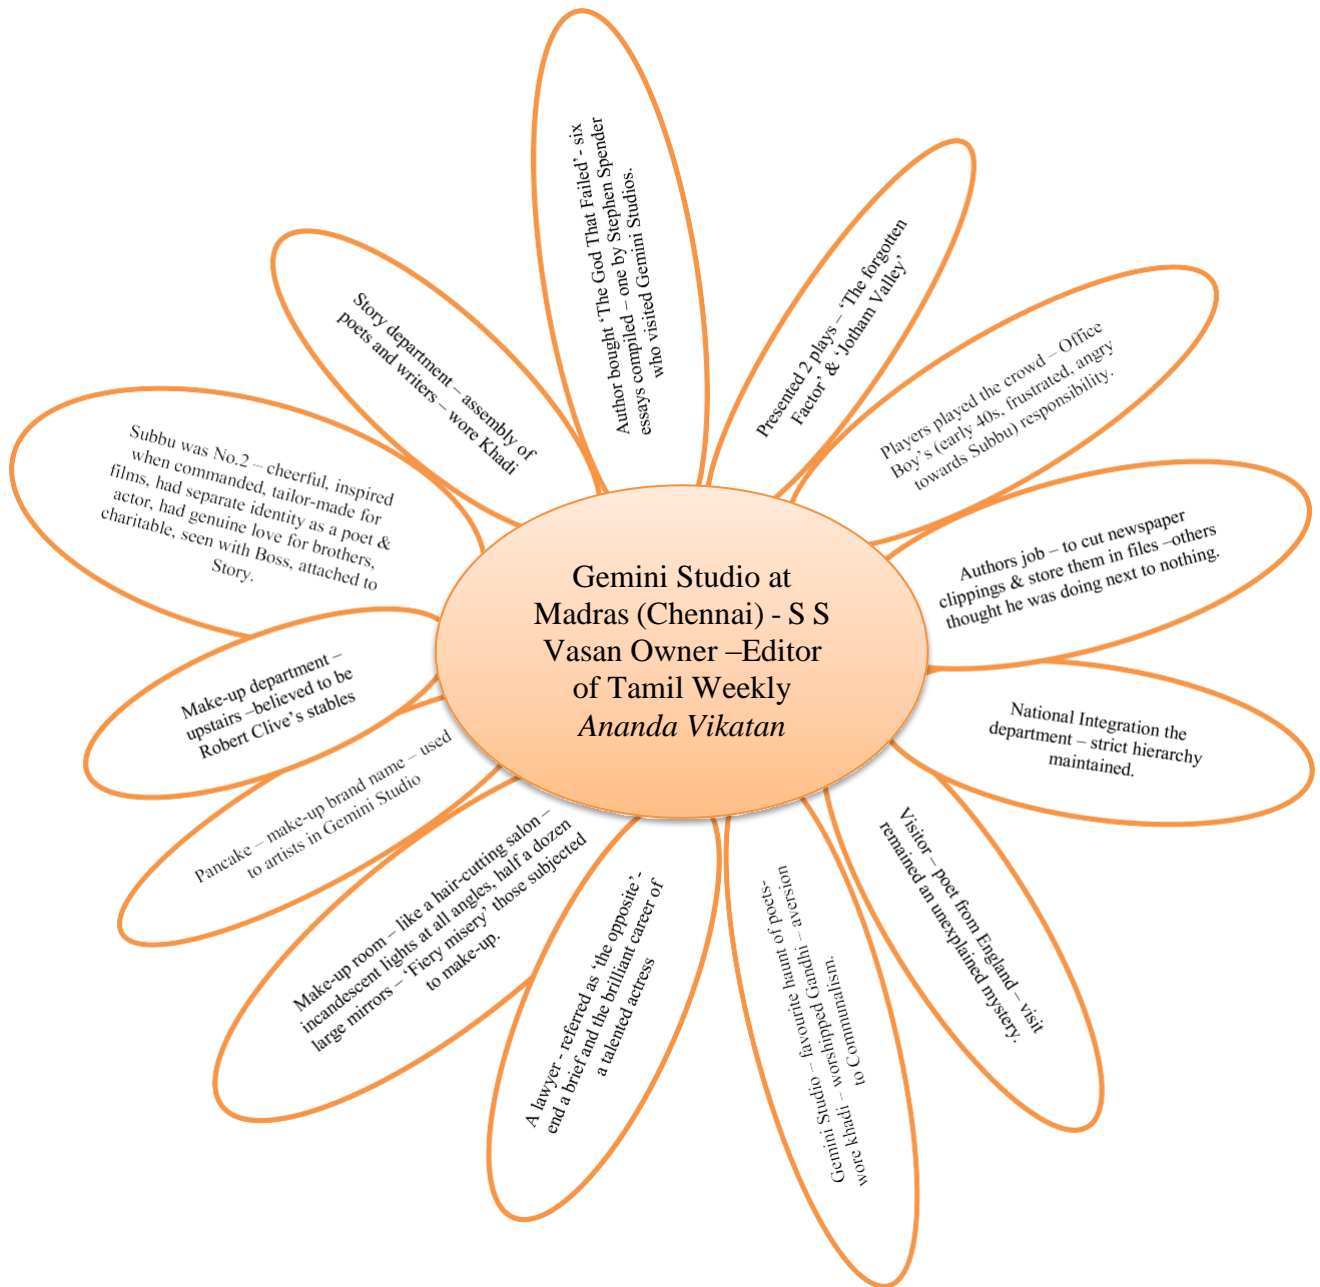 Gemini Studio at
Madras (Chennai) - S S
Vasan Owner –Editor
of Tamil Weekly
Ananda Vikatan
Author bought ‘The God That Failed’- six
essays compiled – one by Stephen Spender
who visited Gemini Studios.
Presented 2 plays – ‘The forgotten
Factor’ & ‘Jotham Valley’
Players played the crowd – Office
Boy’s (early 40s, frustrated, angry
towards Subbu) responsibility.
Authors job – to cut newspaper
clippings & store them in files –others
thought he was doing next to nothing.
National Integration the
department – strict hierarchy
maintained.
Visitor – poet from England – visit
remained an unexplained mystery.
Gemini Studio – favourite haunt of poets-
wore khadi – worshipped Gandhi – aversion
to Communalism.
A lawyer - referred as ‘the opposite’-
end a brief and the brilliant career of
a talented actress
Make-up room – like a hair-cutting salon –
incandescent lights at all angles, half a dozen
large mirrors – ‘Fiery misery’ those subjected
to make-up.
Pancake – make-up brand name – used
to artists in Gemini Studio
Make-up department –
upstairs –believed to be
Robert Clive’s stables
Subbu was No.2 – cheerful, inspired
when commanded, tailor-made for
films, had separate identity as a poet &
actor, had genuine love for brothers,
charitable, seen with Boss, attached to
Story.
Story department – assembly of
poets and writers – wore Khadi